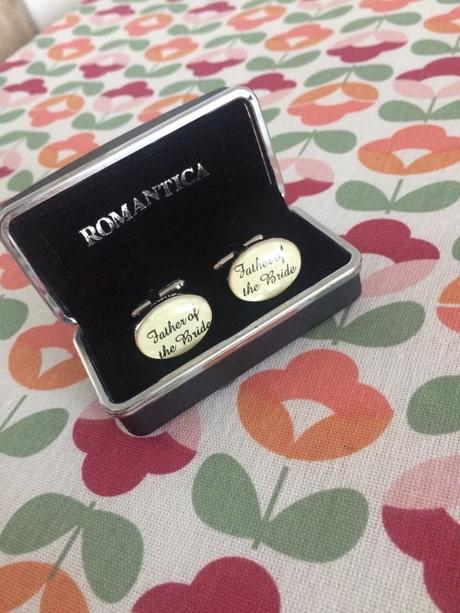 ROMANTICA
Father of
the Bride
Father of
the Bride